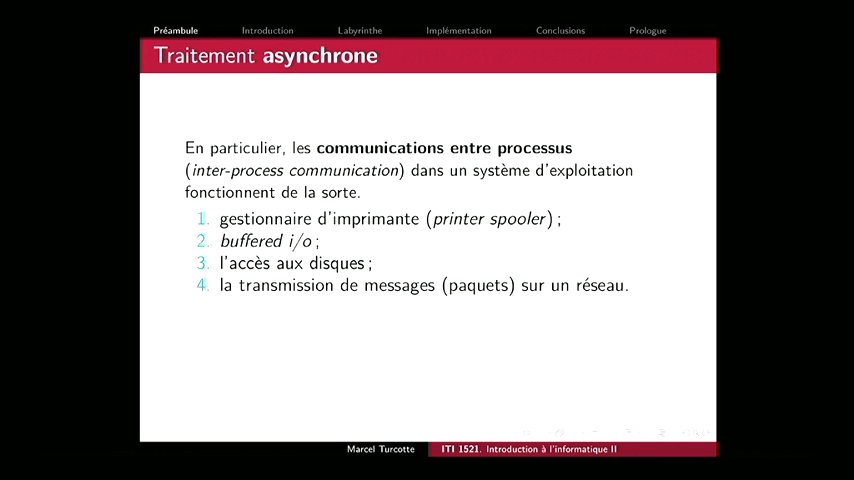 Préambule Introduction Labyrinthe Implémentation Conclusions Prologue
Traitement asynchrone
En particulier, les communications entre processus
(inter-process communication) dans un système d'exploitation
fonctionnent de la sorte.
1. gestionnaire d'imprimante (printer spooler) ;
2. buffered i/o ;
3. l'accès aux disques ;
4. la transmission de messages (paquets) sur un réseau.
Marcel Turcotte ITI 1521. Introduction à l'informatique II